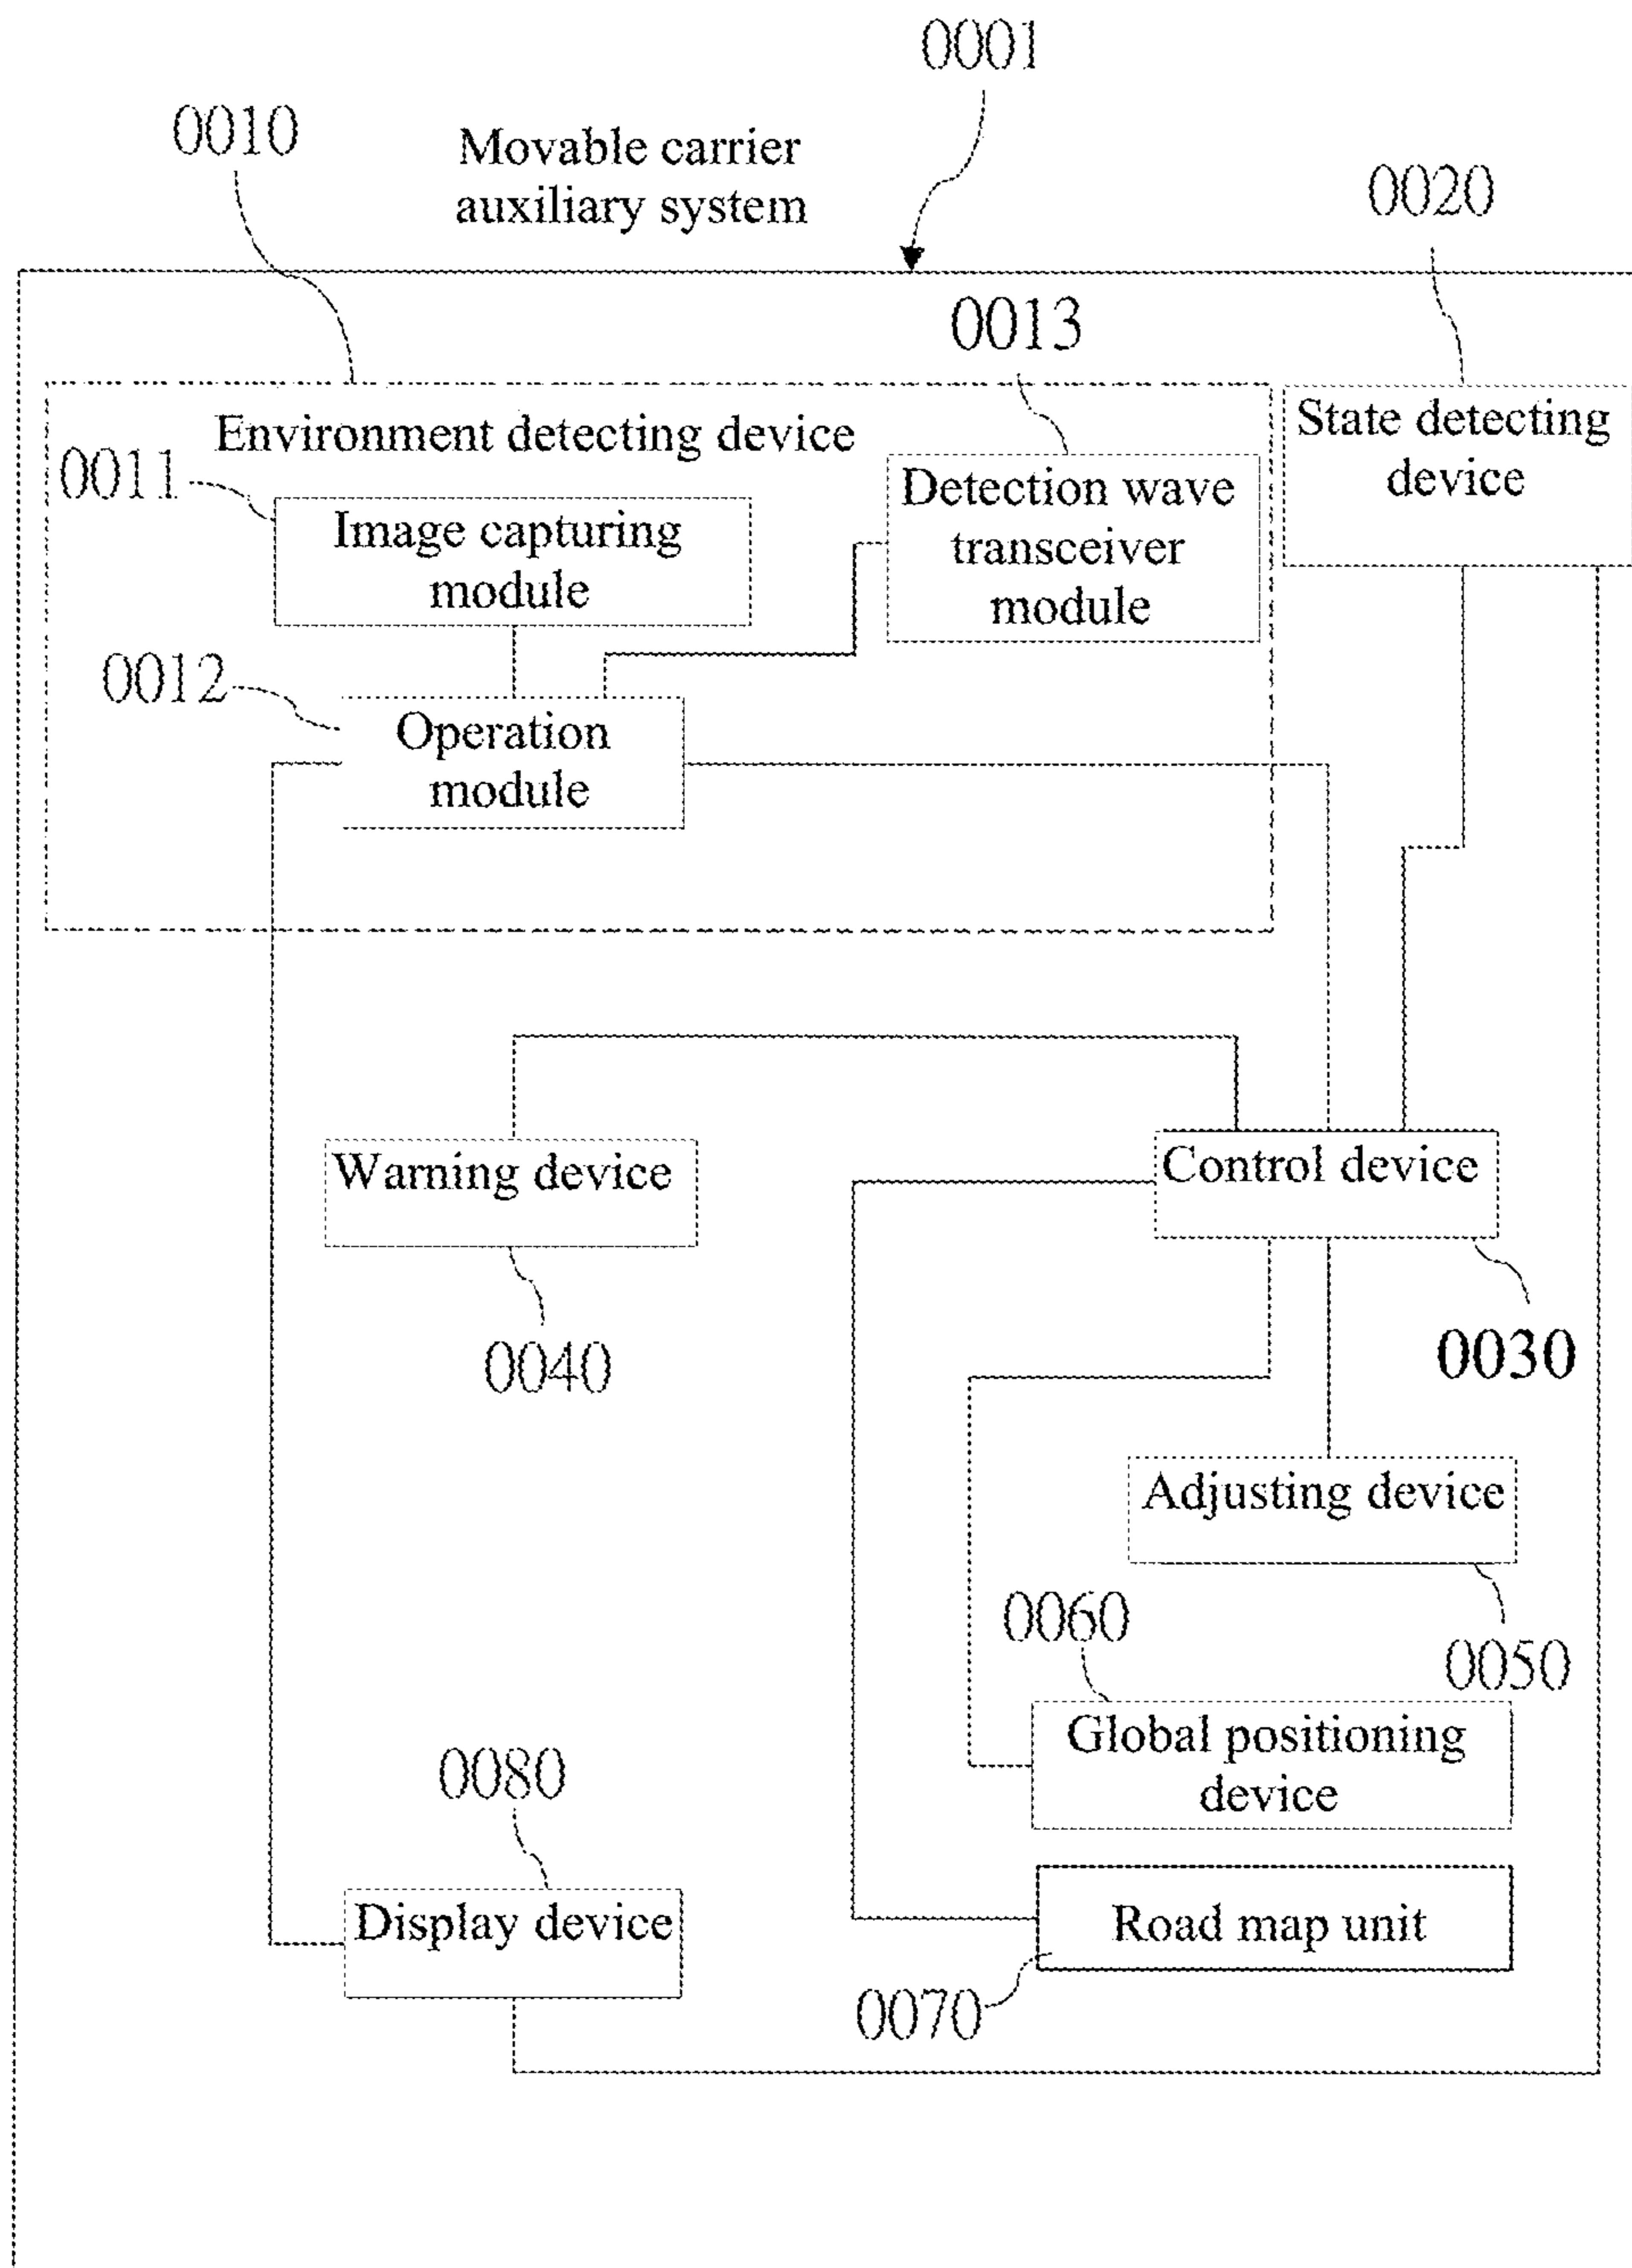 0001
0010
Movable carrier
auxiliary system
0020
0013
Environment detecting device
State detecting
device
0011
Image capturing
module
Detection wave
transceiver
module
0012
Operation
module
Warning device
Control device
0040
0030
Adjusting device
0060
0050
Global positioning
device
0080
Display device
Road map unit
0070